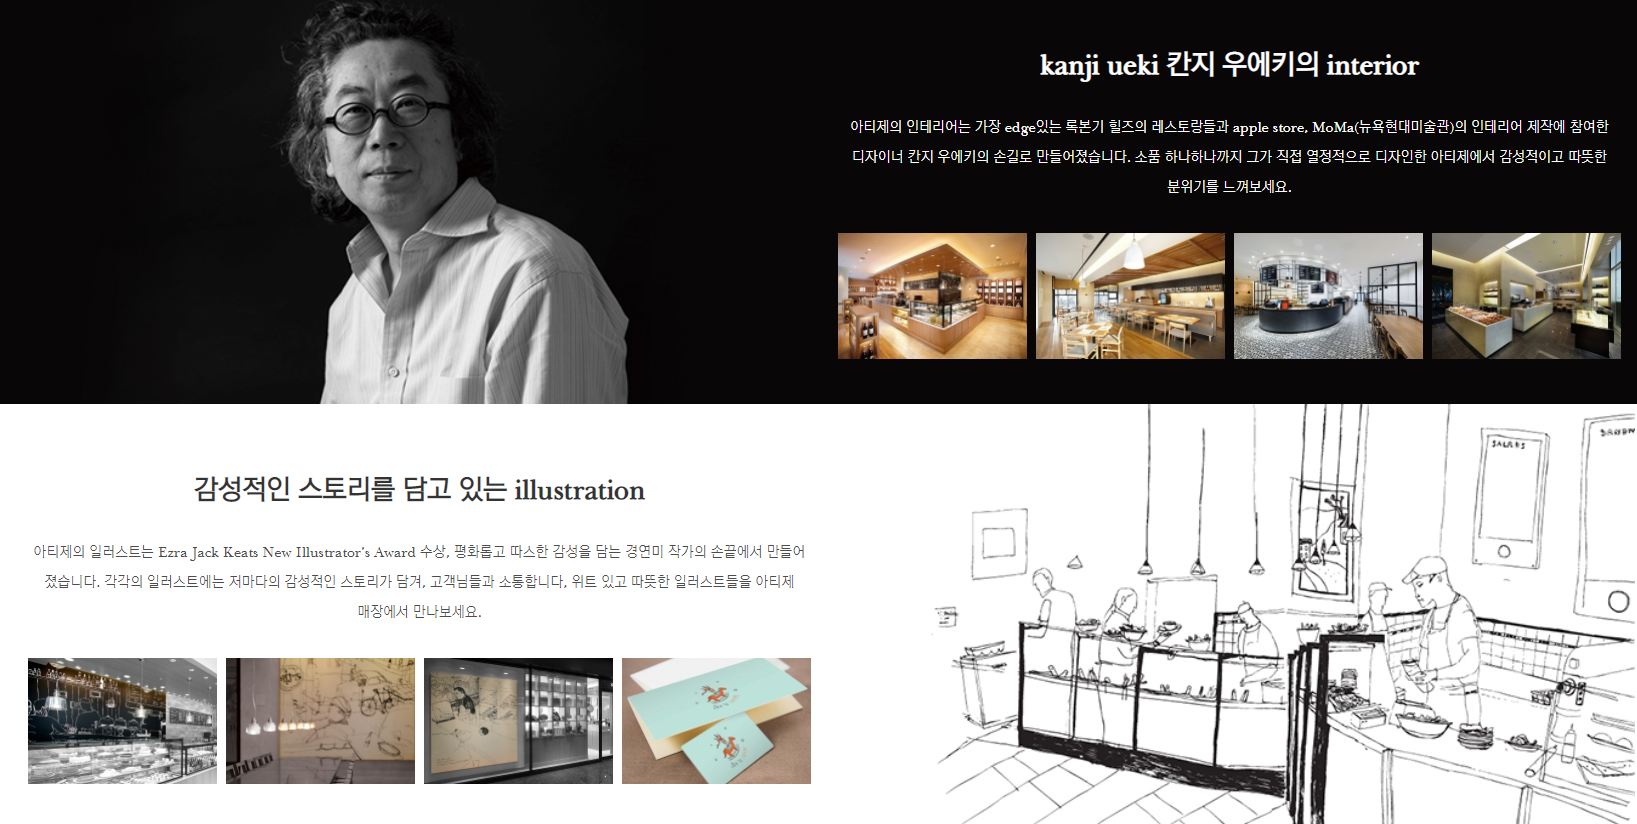 kanji ueki 칸지 우에키의 interior
아티제의 인테리어는 가장 edge있는 록본기 힐즈의 레스토랑들과 apple store, MoMa(뉴욕현대미술관)의 인테리어 제작에 참여한
디자이너 칸지 우에키의 손길로 만들어졌습니다. 소품 하나하나까지 그가 직접 열정적으로 디자인한 아티제에서 감성적이고 따뜻한
분위기를 느껴보세요.
감성적인 스토리를 담고 있는 illustration
아티제의 일러스트는 Ezra Jack Keats New Illustrator's Award 수상, 평화롭고 따스한 감성을 담는 경연미 작가의 손끝에서 만들어
졌습니다. 각각의 일러스트에는 저마다의 감성적인 스토리가 담겨, 고객님들과 소통합니다, 위트 있고 따뜻한 일러스트들을 아티제
매장에서 만나보세요.
SALADS